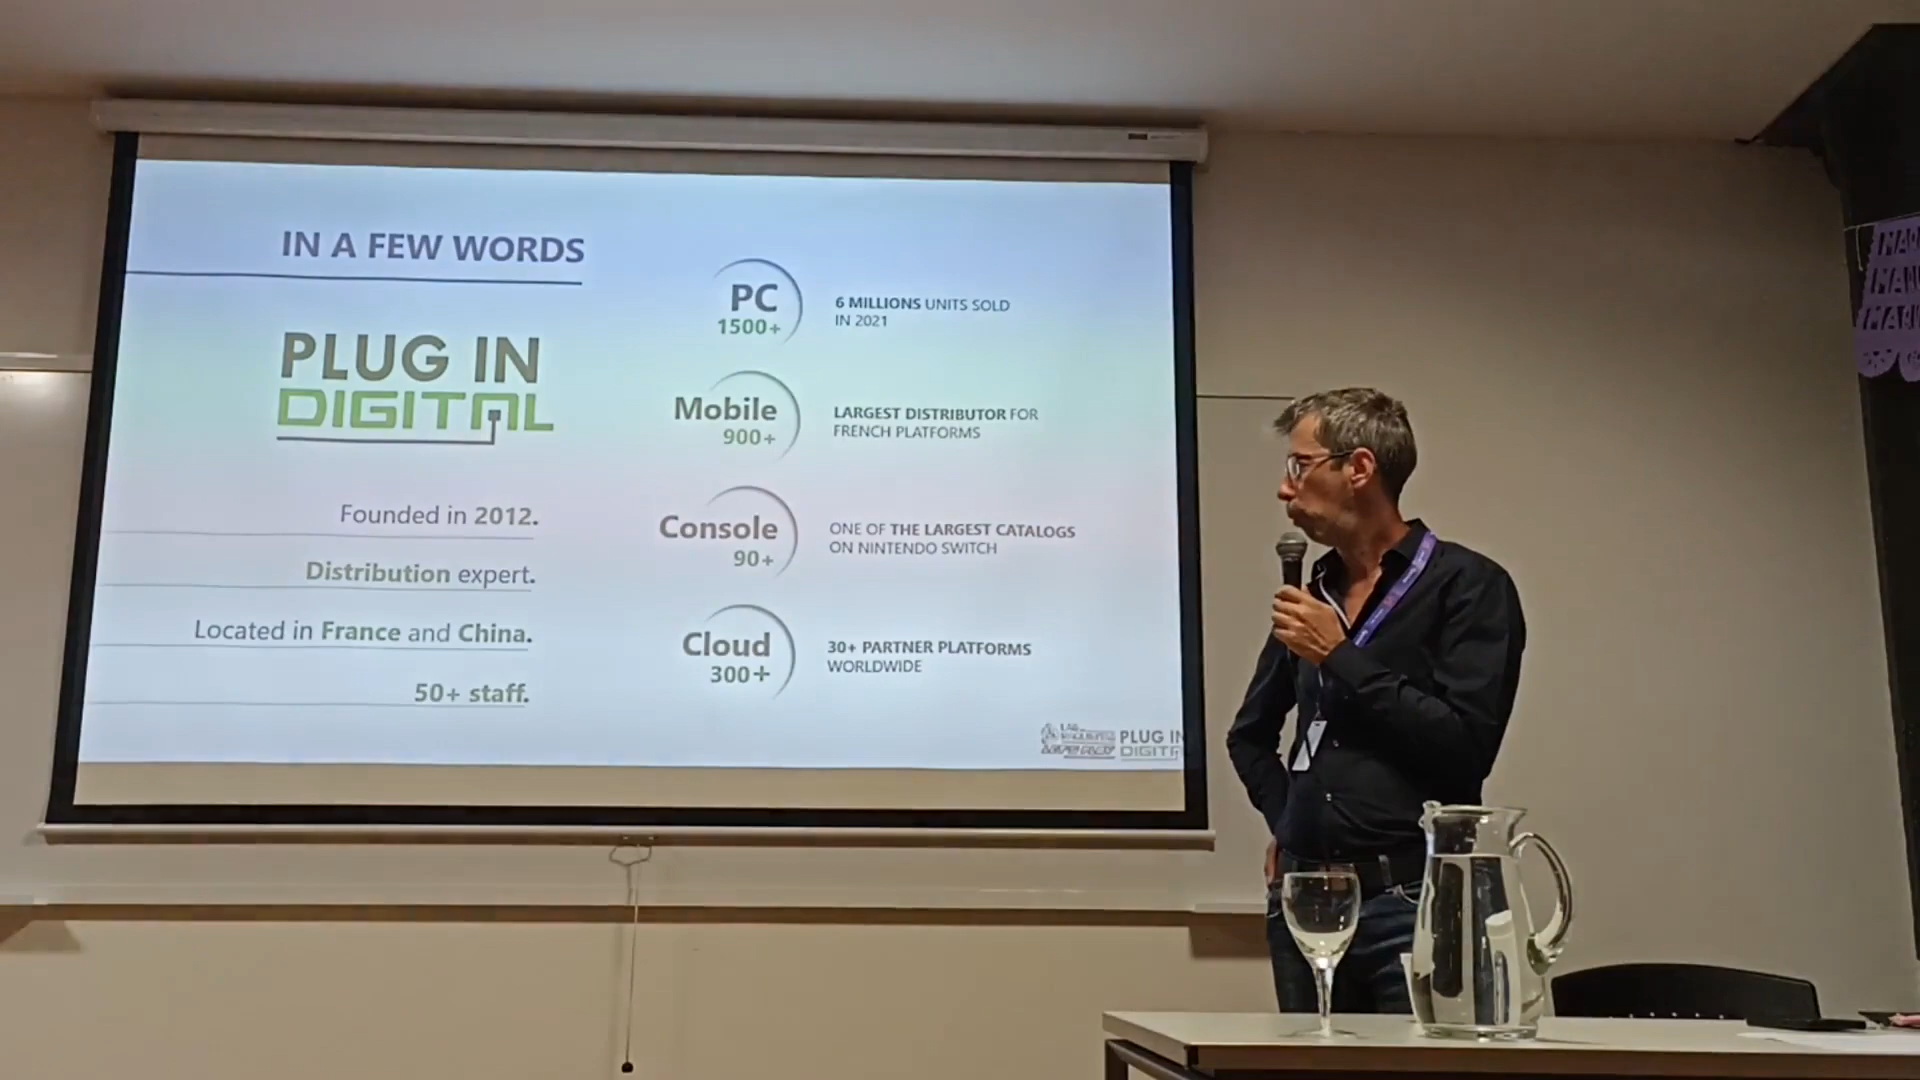 IN A FEW WORDS
PLUG IN
DIGITAL
Founded in 2012.
Distribution expert.
Located in France and China.
50+ staff.
PC
1500+
6 MILLIONS UNITS SOLD
IN 2021
Mobile
900+
LARGEST DISTRIBUTOR FOR
FRENCH PLATFORMS
Console
90+
ONE OF THE LARGEST CATALOGS
ON NINTENDO SWITCH
Cloud
300+
30+ PARTNER PLATFORMS
WORLDWIDE
PLUG IN
DIGIT